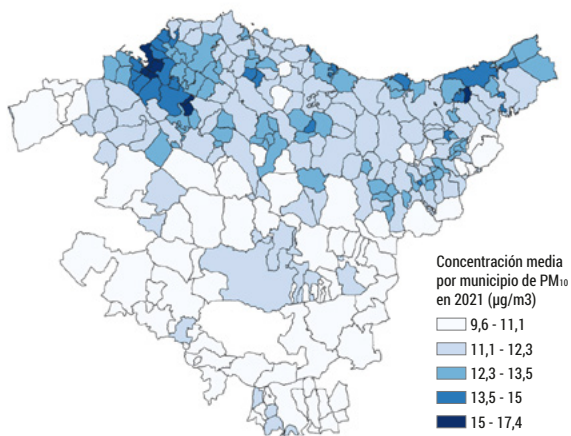 Concentración media
por municipio de PM₁₀
en 2021 (µg/m3)
9,6 - 11,1
11,1 - 12,3
12,3 - 13,5
13,5 - 15
15 - 17,4